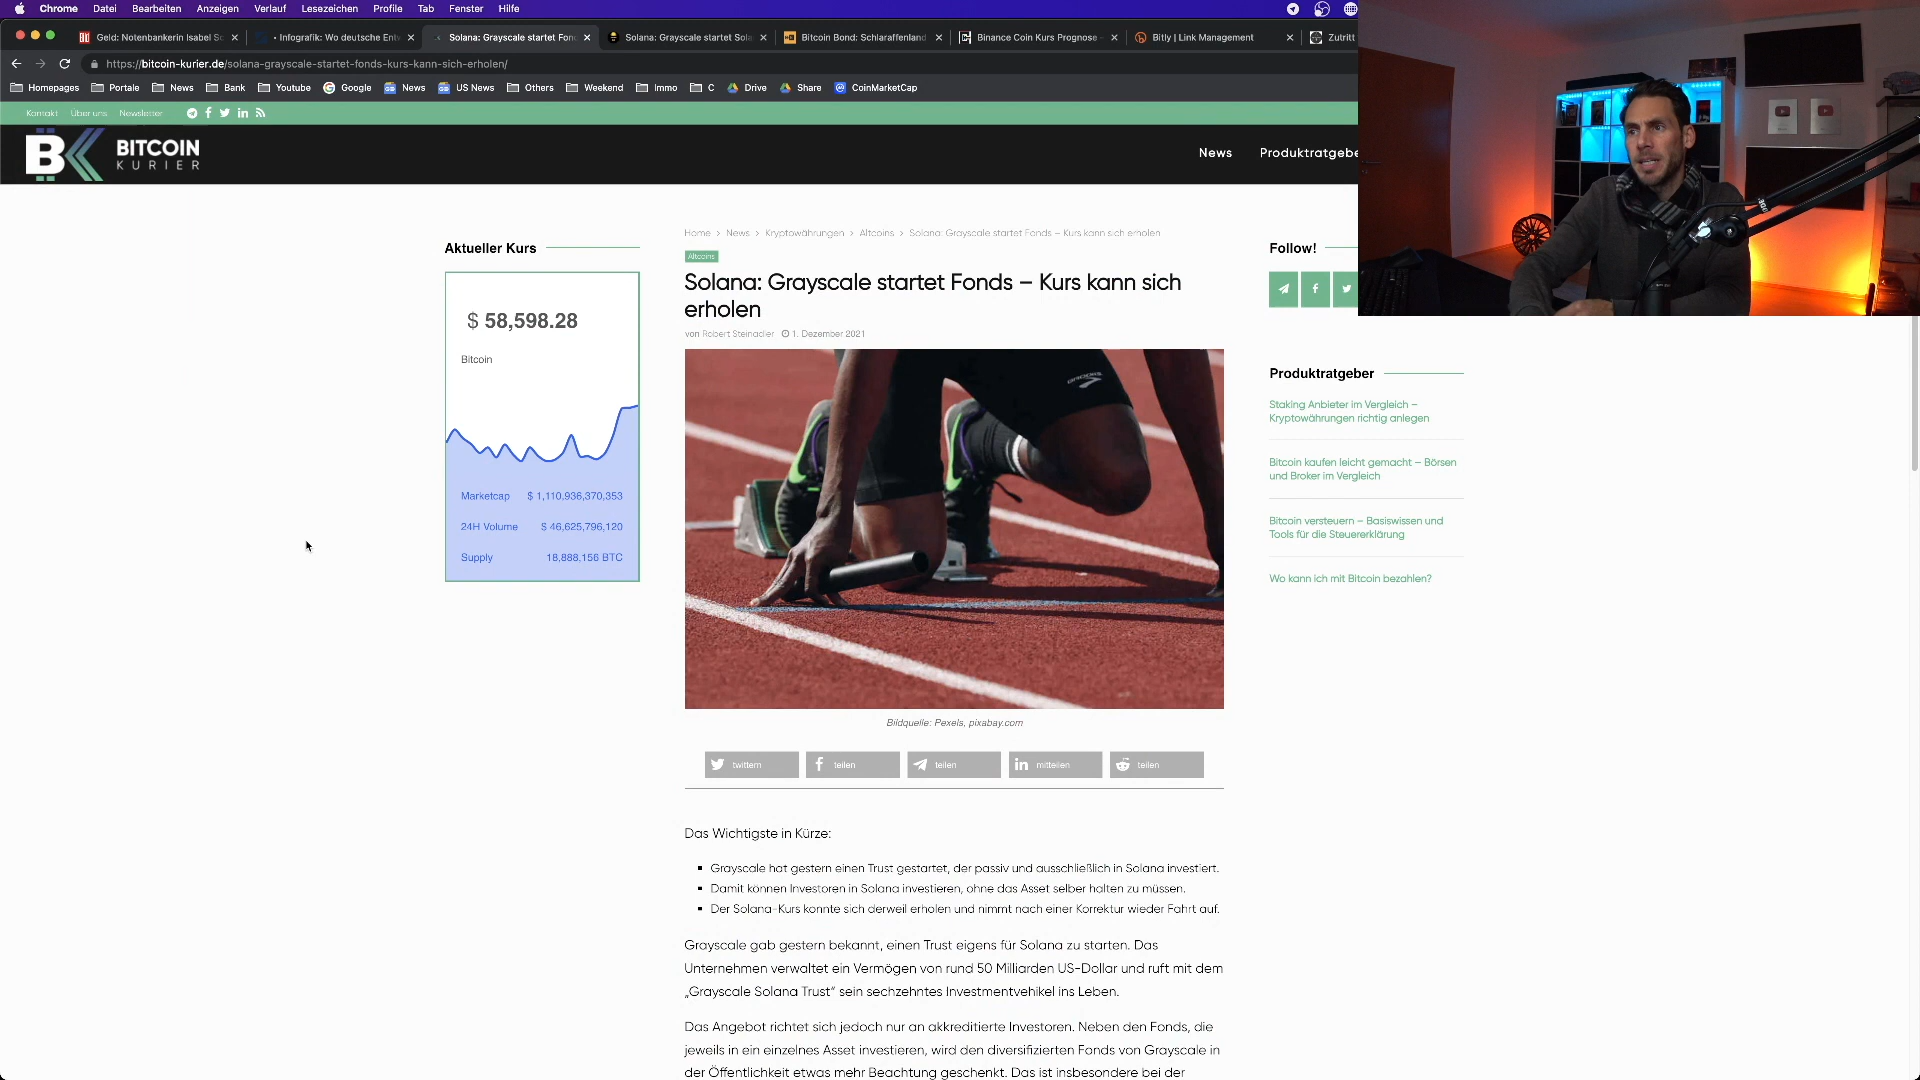 Chrome Datei Bearbeiten Anzeigen Verlauf Lesezeichen Profile Tab Fenster Hilfe
Geld: Notenbankerin Isabel Sc
• Infografik: Wo deutsche Ent
Solana: Grayscale startet Fon
Solana: Grayscale startet Sola
Bitcoin Bond: Schlaraffenland
Binance Coin Kurs Prognose –
Bitly | Link Management
Zutritt
https://bitcoin-kurier.de/solana-grayscale-startet-fonds-kurs-kann-sich-erholen/
Homepages Portale News Bank Youtube Google News US News Others Weekend Immo C Drive Share CoinMarketCap
Kontakt Über uns Newsletter
BITCOIN
KURIER
News Produktratgebe
Home > News > Kryptowährungen > Altcoins > Solana: Grayscale startet Fonds – Kurs kann sich erholen
Aktueller Kurs
$ 58,598.28
Bitcoin
Marketcap $ 1,110,936,370,353
24H Volume $ 46,625,796,120
Supply 18,888,156 BTC
Altcoins
Solana: Grayscale startet Fonds – Kurs kann sich
erholen
von Robert Steinadler 1. Dezember 2021
Bildquelle: Pexels, pixabay.com
twittern teilen teilen mitteilen teilen
Das Wichtigste in Kürze:
▪ Grayscale hat gestern einen Trust gestartet, der passiv und ausschließlich in Solana investiert.
▪ Damit können Investoren in Solana investieren, ohne das Asset selber halten zu müssen.
▪ Der Solana-Kurs konnte sich derweil erholen und nimmt nach einer Korrektur wieder Fahrt auf.
Grayscale gab gestern bekannt, einen Trust eigens für Solana zu starten. Das
Unternehmen verwaltet ein Vermögen von rund 50 Milliarden US-Dollar und ruft mit dem
„Grayscale Solana Trust“ sein sechzehntes Investmentvehikel ins Leben.
Das Angebot richtet sich jedoch nur an akkreditierte Investoren. Neben den Fonds, die
jeweils in ein einzelnes Asset investieren, wird den diversifizierten Fonds von Grayscale in
der Öffentlichkeit etwas mehr Beachtung geschenkt. Das ist insbesondere bei der
Follow!
Produktratgeber
Staking Anbieter im Vergleich –
Kryptowährungen richtig anlegen
Bitcoin kaufen leicht gemacht – Börsen
und Broker im Vergleich
Bitcoin versteuern – Basiswissen und
Tools für die Steuererklärung
Wo kann ich mit Bitcoin bezahlen?